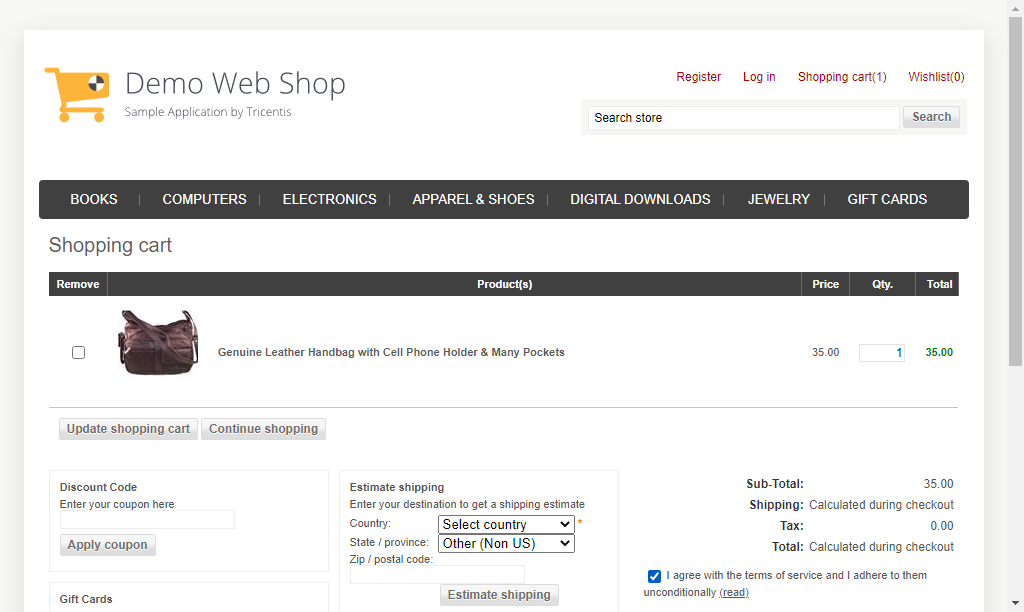 Demo Web Shop
Sample Application by Tricentis
Register Log in Shopping cart(1) Wishlist(0)
Search store Search
BOOKS COMPUTERS ELECTRONICS APPAREL & SHOES DIGITAL DOWNLOADS JEWELRY GIFT CARDS
Shopping cart
Remove Product(s) Price Qty. Total
Genuine Leather Handbag with Cell Phone Holder & Many Pockets 35.00 1 35.00
Update shopping cart Continue shopping
Discount Code
Enter your coupon here
Apply coupon
Gift Cards
Estimate shipping
Enter your destination to get a shipping estimate
Country: Select country *
State / province: Other (Non US)
Zip / postal code:
Estimate shipping
Sub-Total: 35.00
Shipping: Calculated during checkout
Tax: 0.00
Total: Calculated during checkout
I agree with the terms of service and I adhere to them
unconditionally (read)